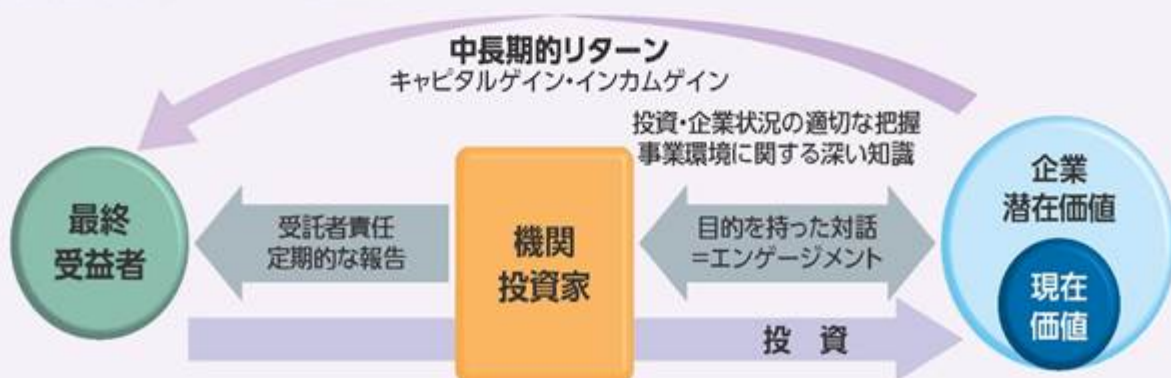 中長期的リターン
キャピタルゲイン・インカムゲイン
投資・企業状況の適切な把握
事業環境に関する深い知識
最終
受益者
受託者責任
定期的な報告
機関
投資家
目的を持った対話
=エンゲージメント
企業
潜在価値
現在
価値
投 資